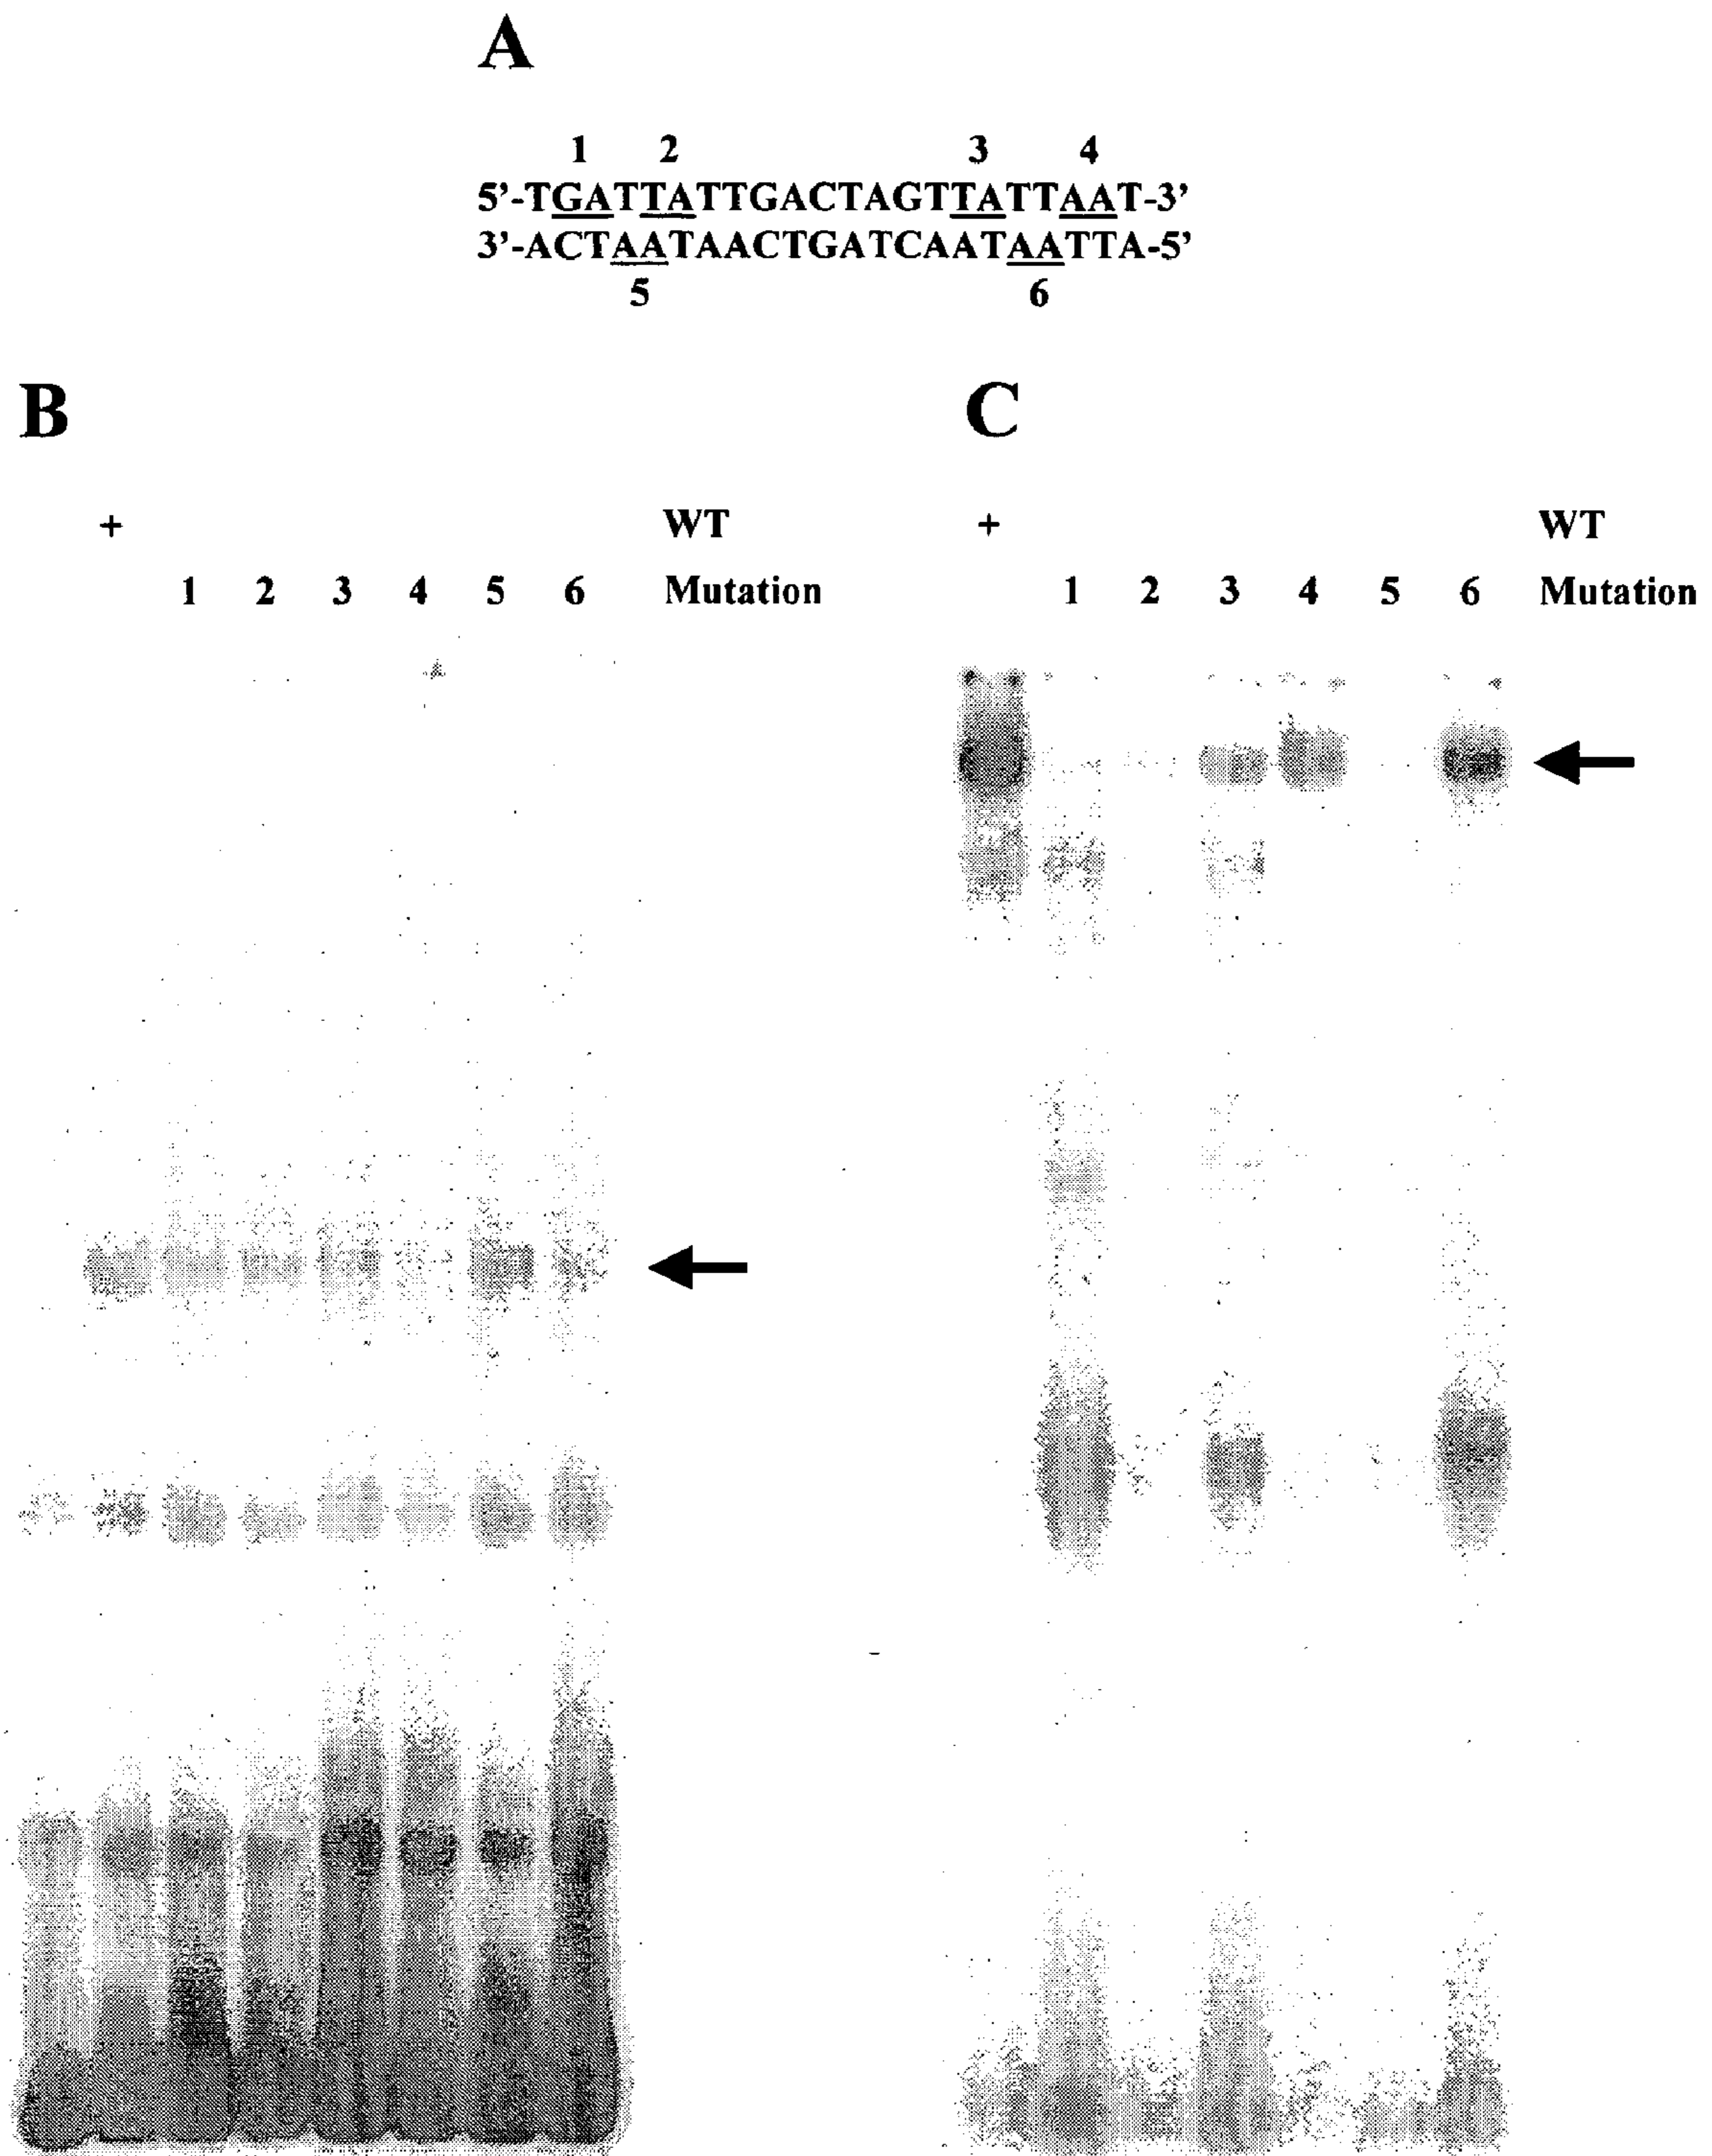 A
1 2 3 4
5’-TGATTATTGACTAGTTATTAAT-3’
3’-ACTAATAACTGATCAATAATTA-5’
5 6
B
+ WT
1 2 3 4 5 6 Mutation
C
+ WT
1 2 3 4 5 6 Mutation